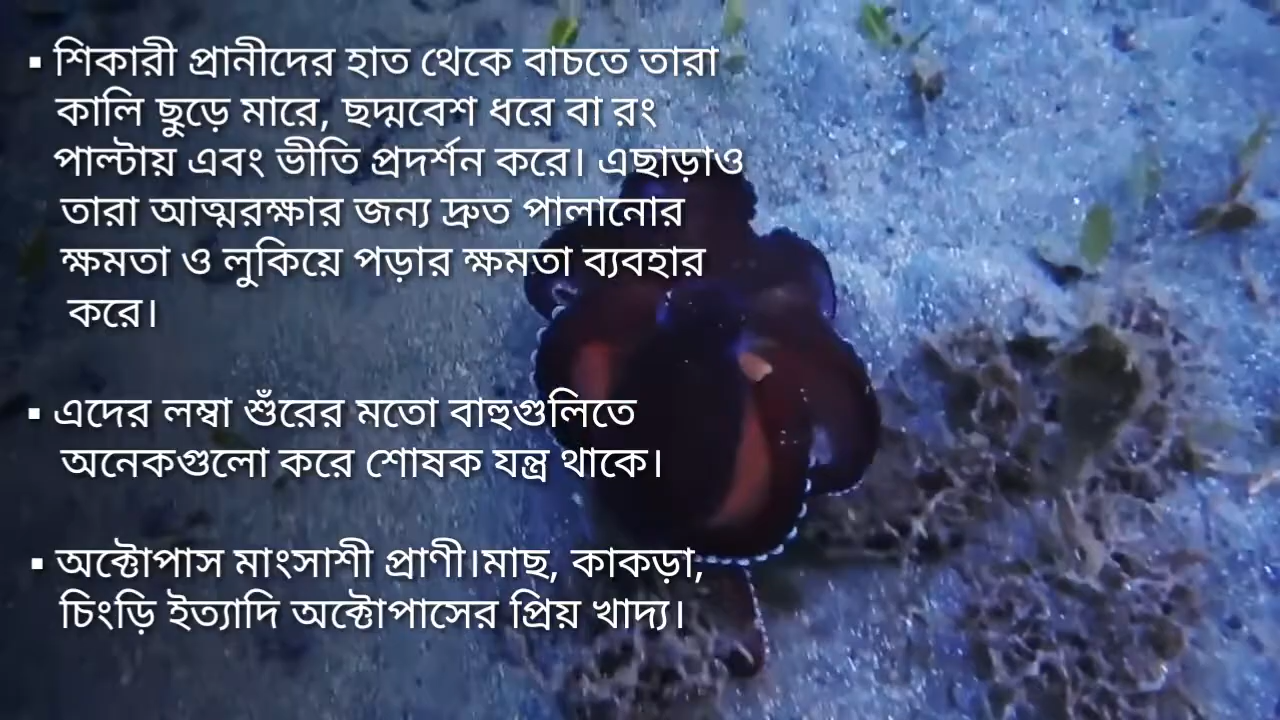 ▪ শিকারী প্রানীদের হাত থেকে বাচতে তারা
কালি ছুড়ে মারে, ছদ্মবেশ ধরে বা রং
পাল্টায় এবং ভীতি প্রদর্শন করে। এছাড়াও
তারা আত্মরক্ষার জন্য দ্রুত পালানোর
ক্ষমতা ও লুকিয়ে পড়ার ক্ষমতা ব্যবহার
করে।
▪ এদের লম্বা শুঁরের মতো বাহুগুলিতে
অনেকগুলো করে শোষক যন্ত্র থাকে।
▪ অক্টোপাস মাংসাশী প্রাণী।মাছ, কাকড়া,
চিংড়ি ইত্যাদি অক্টোপাসের প্রিয় খাদ্য।